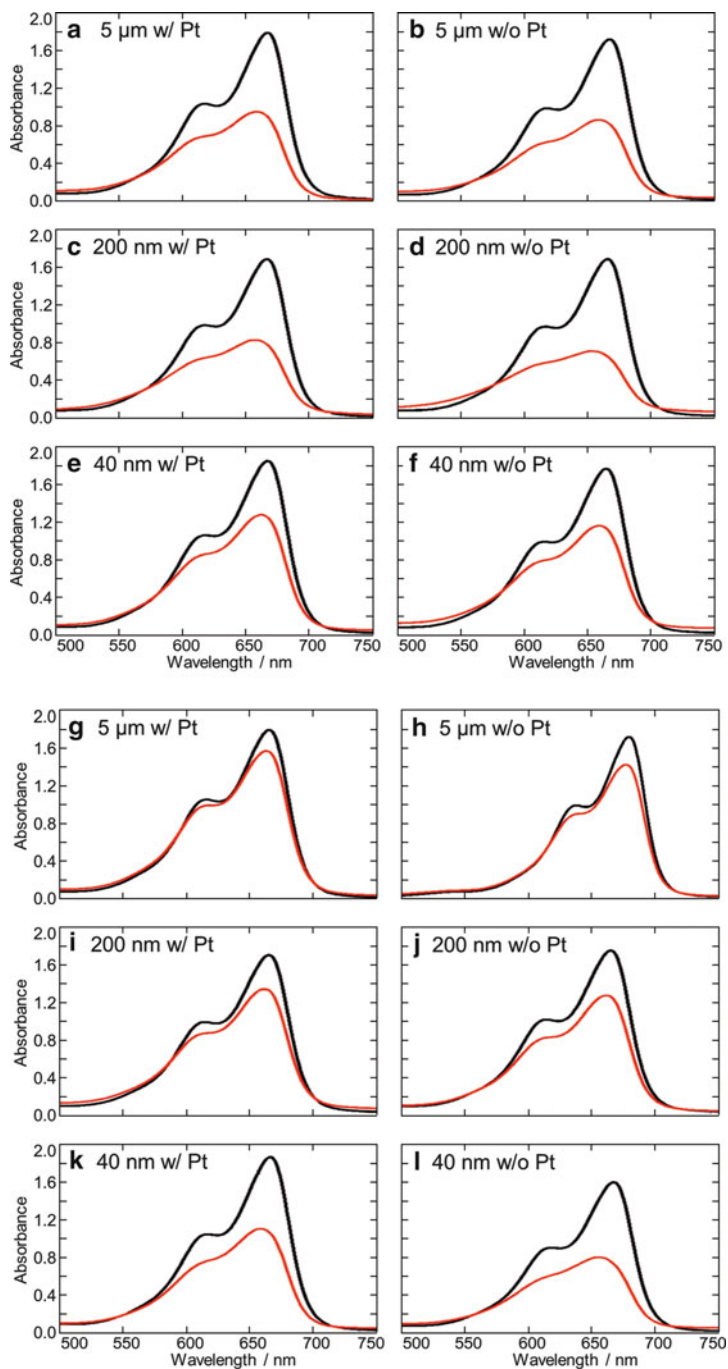 a 5 µm w/ Pt
2.0
1.6
1.2
0.8
0.4
0.0
Absorbance
b 5 µm w/o Pt
c 200 nm w/ Pt
2.0
1.6
1.2
0.8
0.4
0.0
Absorbance
d 200 nm w/o Pt
e 40 nm w/ Pt
2.0
1.6
1.2
0.8
0.4
0.0
Absorbance
500 550 600 650 700 750
Wavelength / nm
f 40 nm w/o Pt
500 550 600 650 700 750
Wavelength / nm
g 5 µm w/ Pt
2.0
1.6
1.2
0.8
0.4
0.0
Absorbance
h 5 µm w/o Pt
i 200 nm w/ Pt
2.0
1.6
1.2
0.8
0.4
0.0
Absorbance
j 200 nm w/o Pt
k 40 nm w/ Pt
2.0
1.6
1.2
0.8
0.4
0.0
Absorbance
500 550 600 650 700 750
Wavelength / nm
l 40 nm w/o Pt
500 550 600 650 700 750
Wavelength / nm